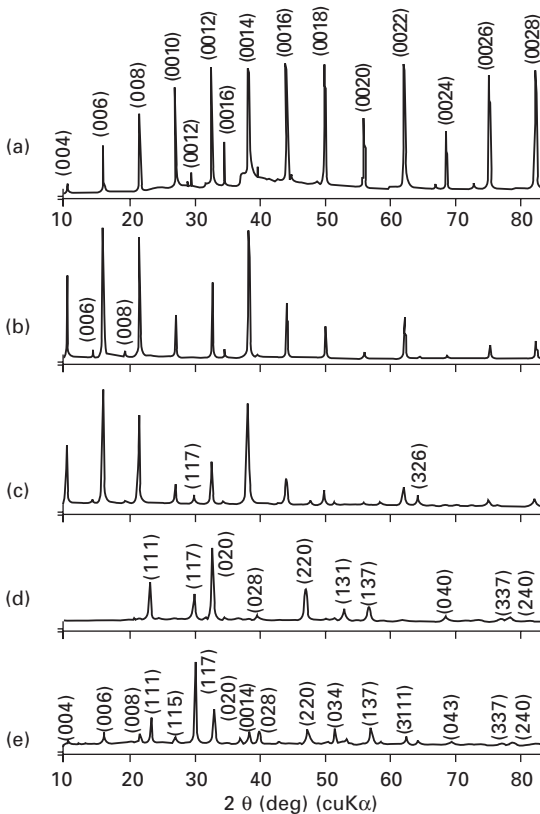 (004) (006) (008) (0010) (0012) (0012) (0016) (0014) (0016) (0018) (0020) (0022) (0024) (0026) (0028)
(a)
10 20 30 40 50 60 70 80
(006) (008)
(b)
(117) (326)
(c)
(111) (117) (020) (028) (220) (131) (137) (040) (337) (240)
(d)
(004) (006) (008) (111) (115) (117) (020) (0014) (028) (220) (034) (137) (3111) (043) (337) (240)
(e)
10 20 30 40 50 60 70 80
2 θ (deg) (cuKα)